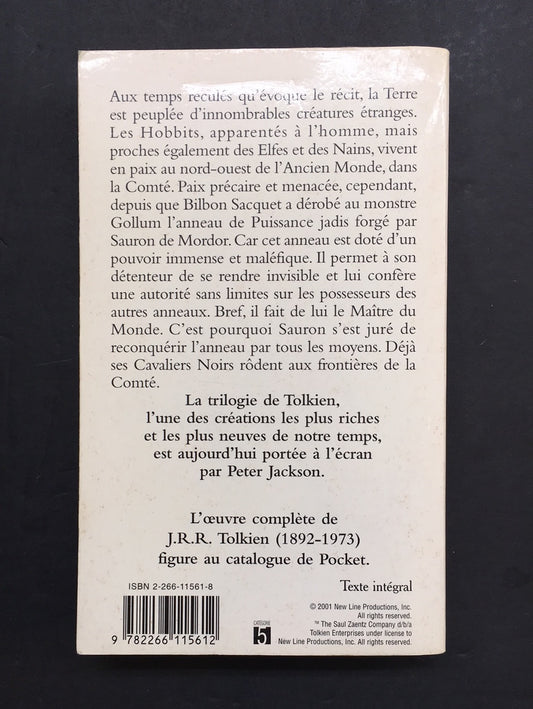 Aux temps reculés qu'évoque le récit, la Terre
est peuplée d'innombrables créatures étranges.
Les Hobbits, apparentés à l'homme, mais
proches également des Elfes et des Nains, vivent
en paix au nord-ouest de l'Ancien Monde, dans
la Comté. Paix précaire et menacée, cependant,
depuis que Bilbon Sacquet a dérobé au monstre
Gollum l'anneau de Puissance jadis forgé par
Sauron de Mordor. Car cet anneau est doté d'un
pouvoir immense et maléfique. Il permet à son
détenteur de se rendre invisible et lui confère
une autorité sans limites sur les possesseurs des
autres anneaux. Bref, il fait de lui le Maître du
Monde. C'est pourquoi Sauron s'est juré de
reconquérir l'anneau par tous les moyens. Déjà
ses Cavaliers Noirs rôdent aux frontières de la
Comté.
La trilogie de Tolkien,
l'une des créations les plus riches
et les plus neuves de notre temps,
est aujourd'hui portée à l'écran
par Peter Jackson.
L'œuvre complète de
J.R.R. Tolkien (1892-1973)
figure au catalogue de Pocket.
ISBN 2-266-11561-8
9 782266 115612
CATÉGORIE
5
Texte intégral
© 2001 New Line Productions, Inc.
All rights reserved.
™ The Saul Zaentz Company d/b/a
Tolkien Enterprises under license to
New Line Productions, Inc. All rights reserved.